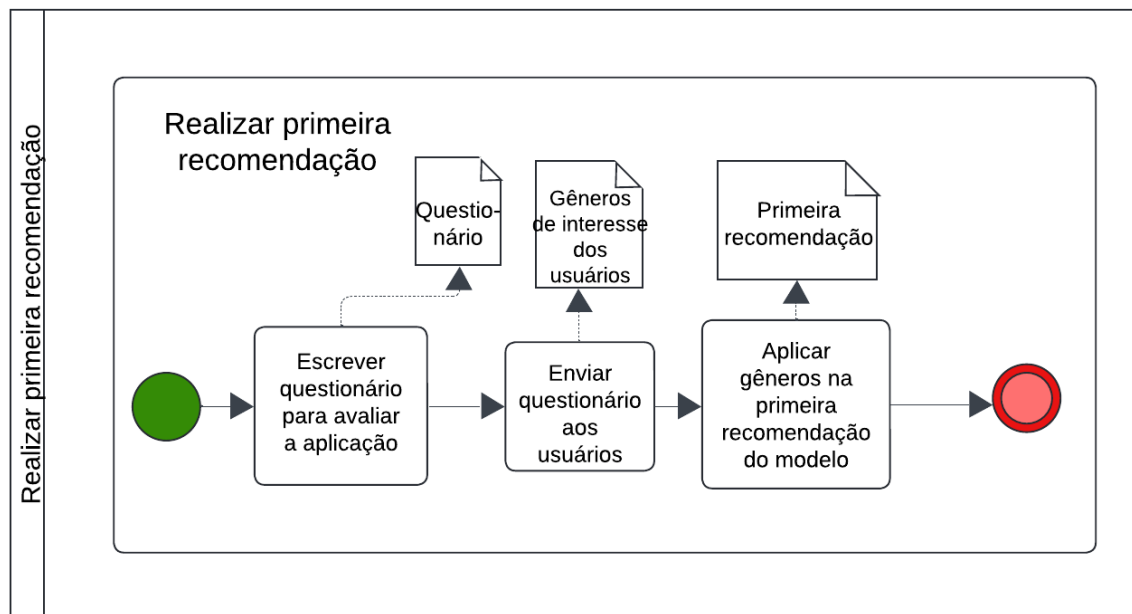 Realizar primeira recomendação
Realizar primeira
recomendação
Questio-
nário
Gêneros
de interesse
dos
usuários
Primeira
recomendação
Escrever
questionário
para avaliar
a aplicação
Enviar
questionário
aos
usuários
Aplicar
gêneros na
primeira
recomendação
do modelo